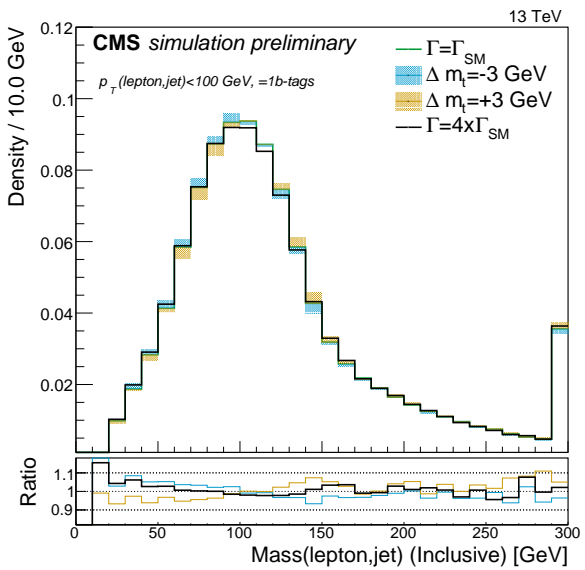 13 TeV
0.12
CMS simulation preliminary
p_T(lepton,jet)<100 GeV, =1b-tags
Γ=Γ_SM
Δ m_t=-3 GeV
Δ m_t=+3 GeV
Γ=4xΓ_SM
Density / 10.0 GeV
0.1
0.08
0.06
0.04
0.02
Ratio
1.1
1
0.9
0 50 100 150 200 250 300
Mass(lepton,jet) (Inclusive) [GeV]